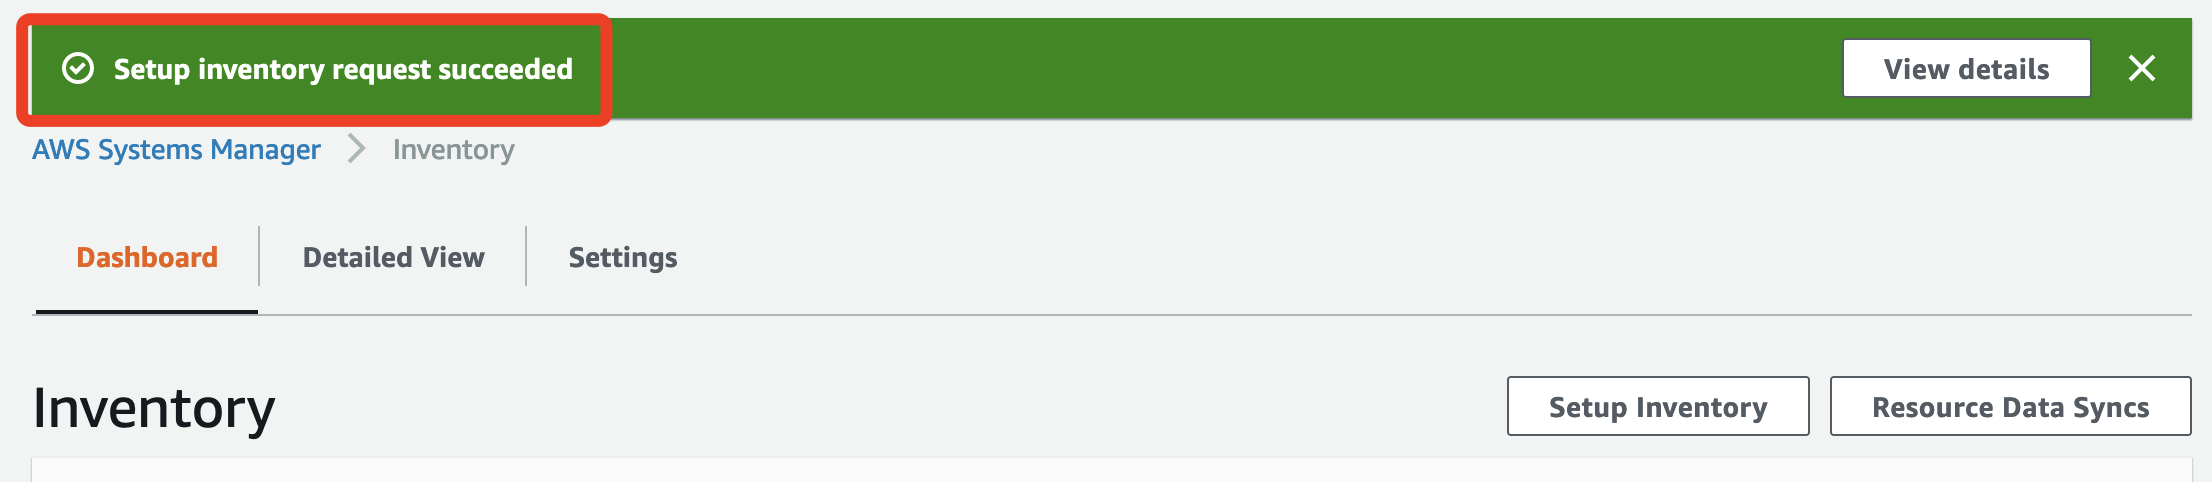 Setup inventory request succeeded
View details
AWS Systems Manager
Inventory
Dashboard
Detailed View
Settings
Inventory
Setup Inventory
Resource Data Syncs